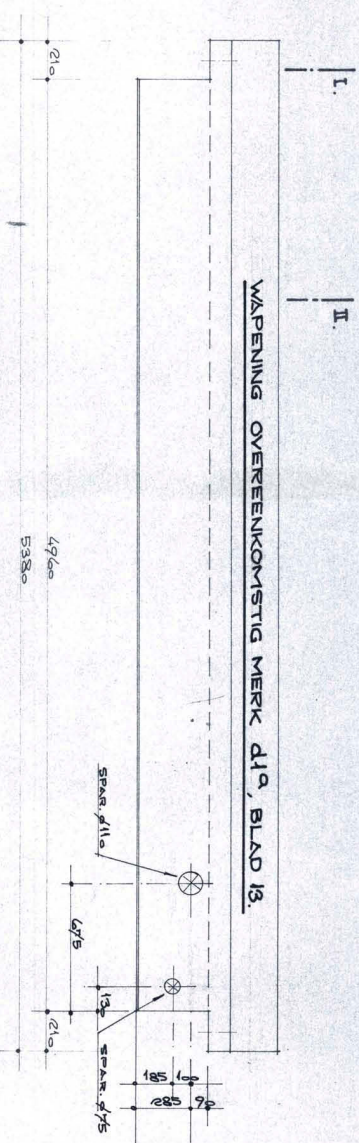 I.
II.
WAPENING OVEREENKOMSTIG MERK d1a, BLAD 13.
SPAR. ø110
SPAR. ø75
675
130
185
100
285
90
210
4960
210
5380